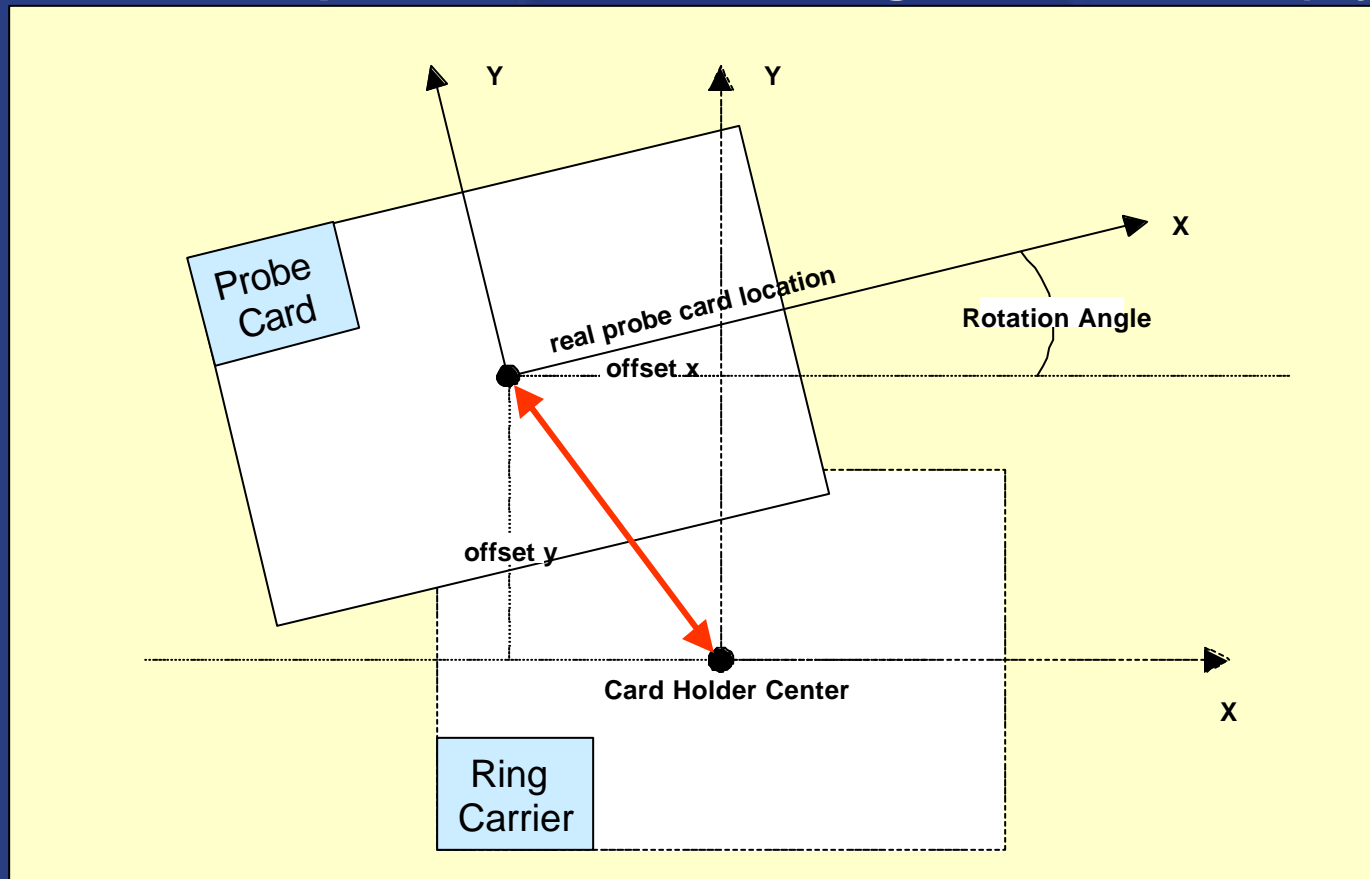 Y
Y
X
Probe
Card
real probe card location
Rotation Angle
offset x
offset y
Card Holder Center
X
Ring
Carrier